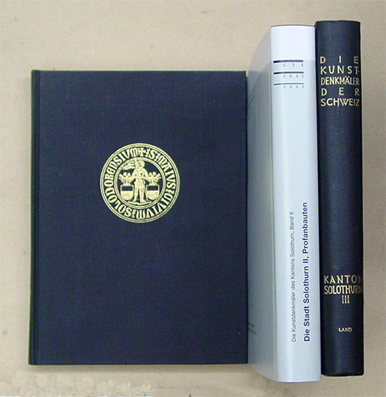 Die Kunstdenkmäler des Kantons Solothurn, Band II
Die Stadt Solothurn II, Profanbauten
DIE
KUNST-
DENKMÄLER
DER
SCHWEIZ
KANTON
SOLOTHURN
III
LAND